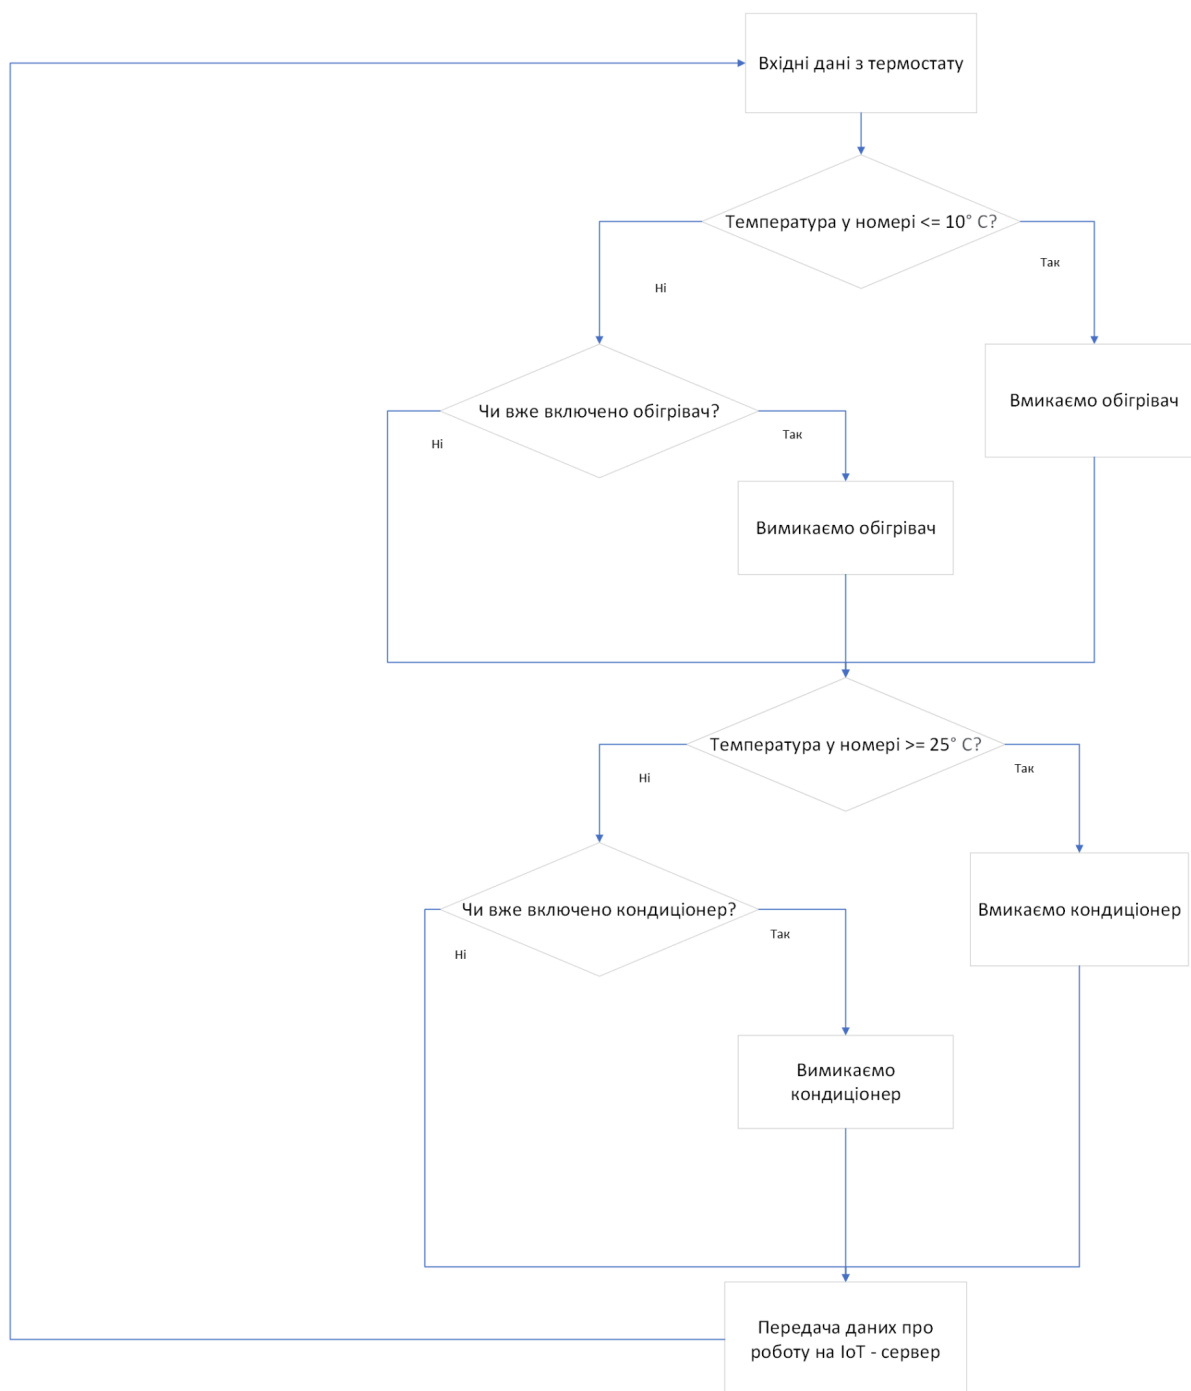 Вхідні дані з термостату
Температура у номері <= 10° C?
Так
Ні
Вмикаємо обігрівач
Чи вже включено обігрівач?
Так
Ні
Вимикаємо обігрівач
Температура у номері >= 25° C?
Так
Ні
Чи вже включено кондиціонер?
Вмикаємо кондиціонер
Так
Ні
Вимикаємо
кондиціонер
Передача даних про
роботу на IoT - сервер